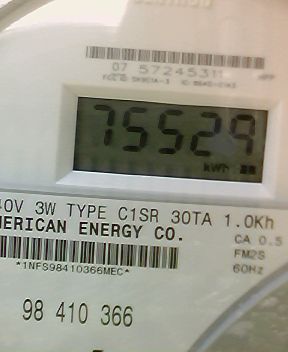 07 57245311
75529
kWh
40V 3W TYPE C1SR 30TA 1.0Kh
MERICAN ENERGY CO.
CA 0.5
FM2S
60Hz
*1NFS98410366MEC*
98 410 366